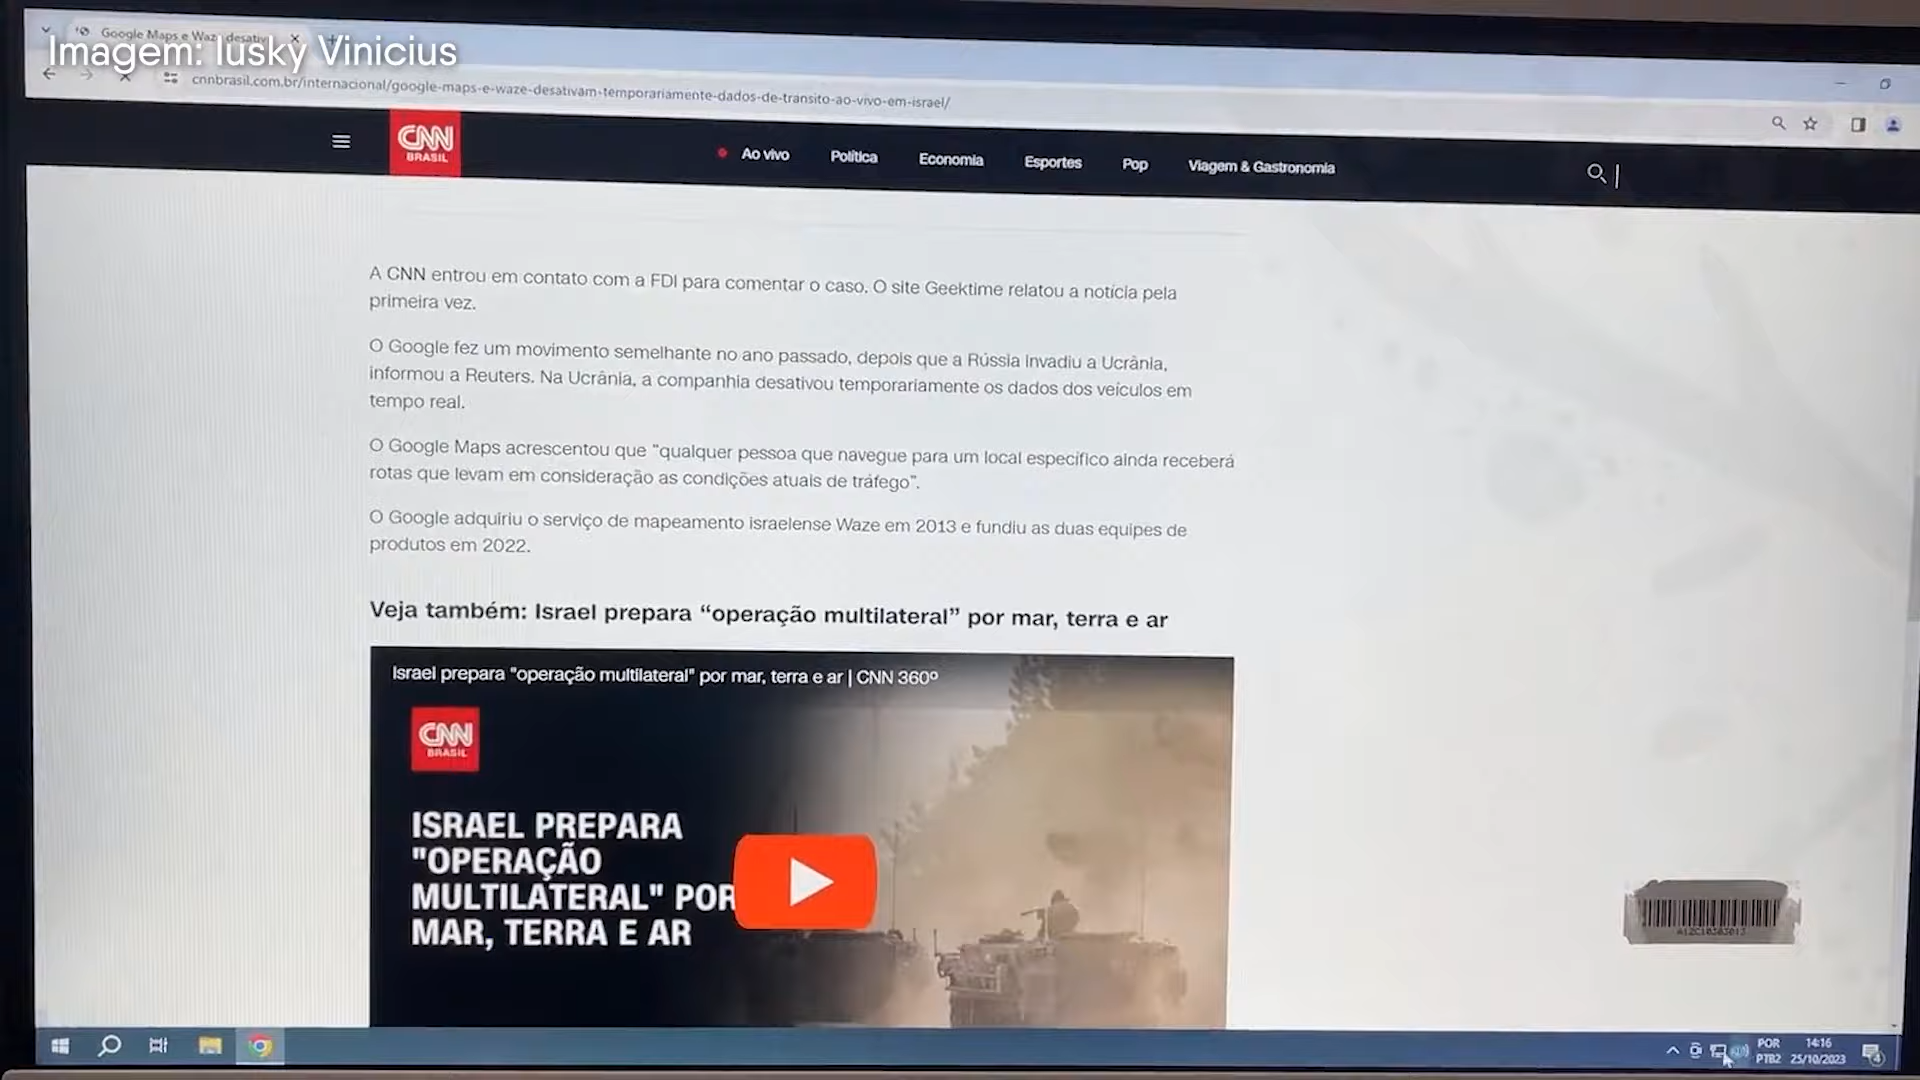 Google Maps e Waze desativ
Imagem: Iusky Vinicius
cnnbrasil.com.br/internacional/google-maps-e-waze-desativam-temporariamente-dados-de-transito-ao-vivo-em-israel/
CNN
BRASIL
Ao vivo
Política
Economia
Esportes
Pop
Viagem & Gastronomia
A CNN entrou em contato com a FDI para comentar o caso. O site Geektime relatou a notícia pela
primeira vez.
O Google fez um movimento semelhante no ano passado, depois que a Rússia invadiu a Ucrânia,
informou a Reuters. Na Ucrânia, a companhia desativou temporariamente os dados dos veículos em
tempo real.
O Google Maps acrescentou que “qualquer pessoa que navegue para um local específico ainda receberá
rotas que levam em consideração as condições atuais de tráfego”.
O Google adquiriu o serviço de mapeamento israelense Waze em 2013 e fundiu as duas equipes de
produtos em 2022.
Veja também: Israel prepara “operação multilateral” por mar, terra e ar
Israel prepara "operação multilateral" por mar, terra e ar | CNN 360º
CNN
BRASIL
ISRAEL PREPARA
"OPERAÇÃO
MULTILATERAL" POR
MAR, TERRA E AR
POR
PTB2
14:16
25/10/2023
4